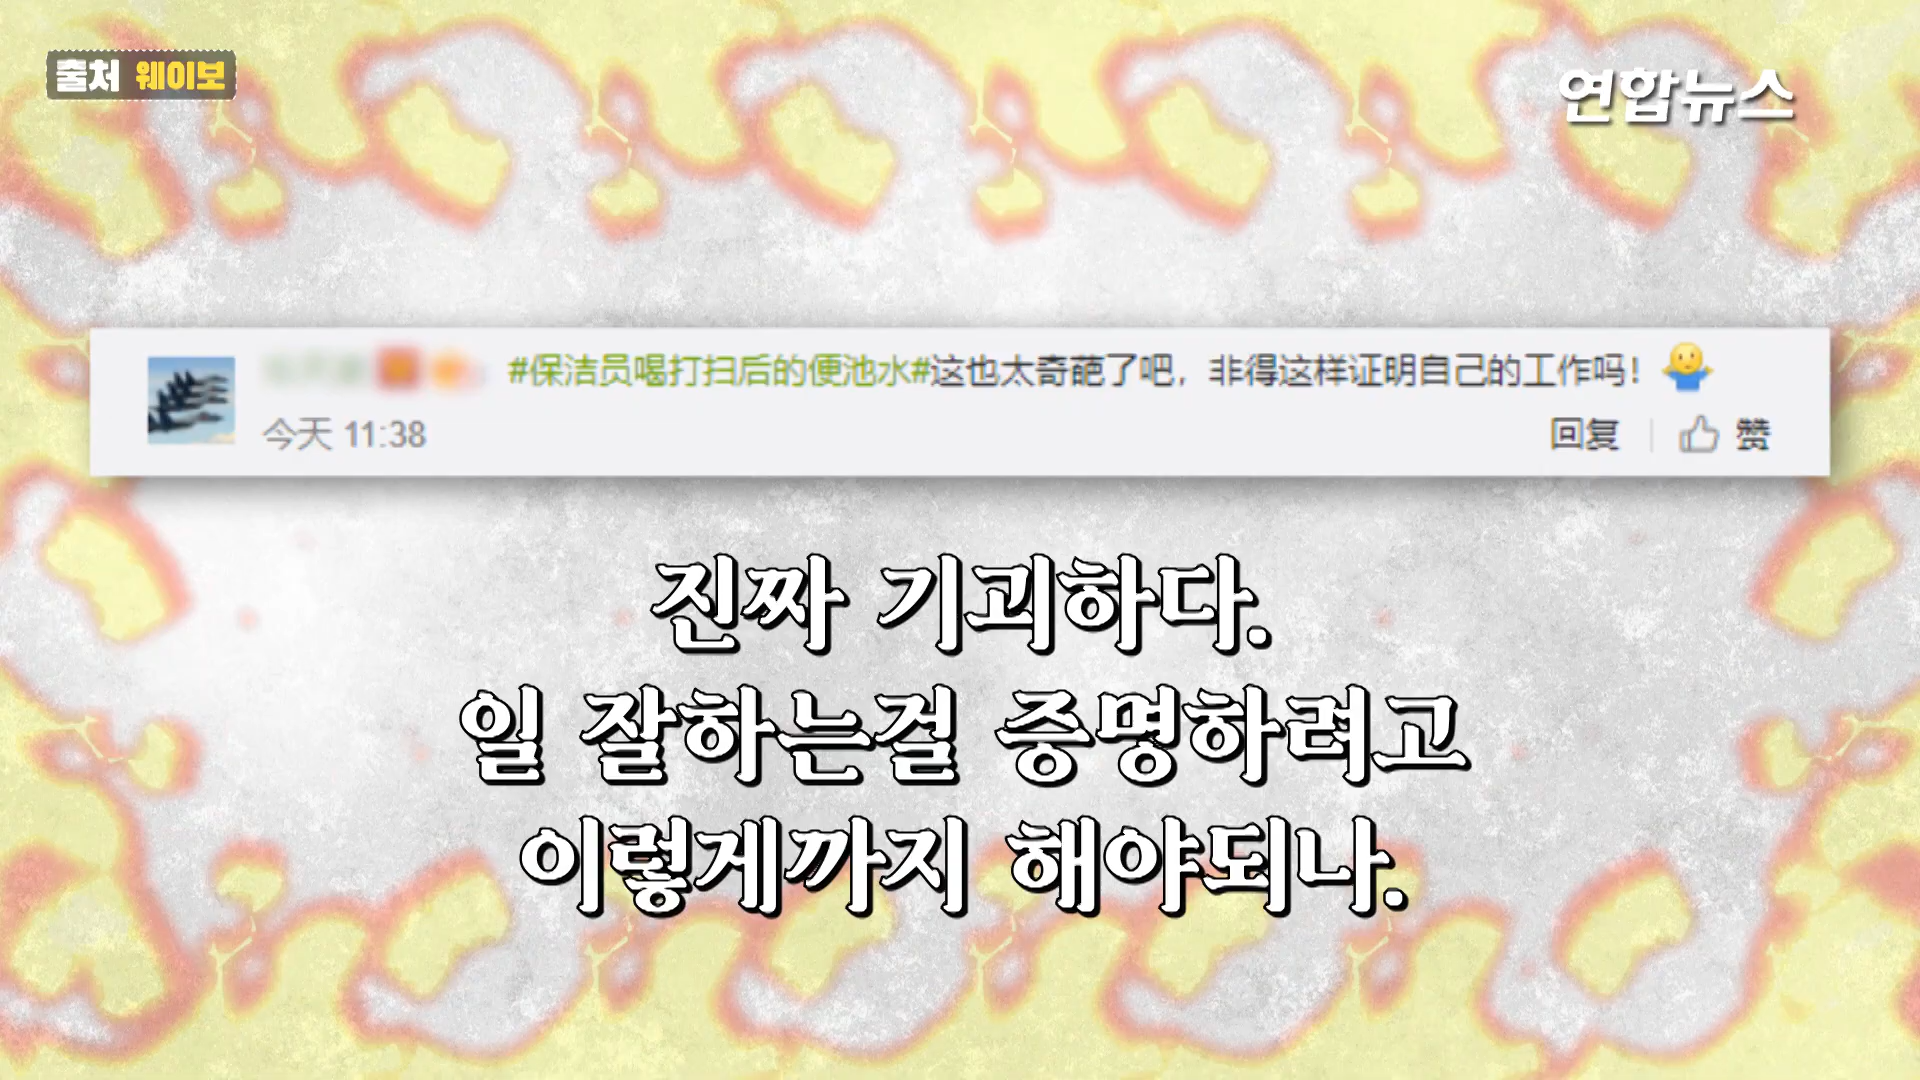 출처 웨이보
연합뉴스
#保洁员喝打扫后的便池水#这也太奇葩了吧，非得这样证明自己的工作吗！
今天 11:38
回复 赞
진짜 기괴하다.
일 잘하는걸 증명하려고
이렇게까지 해야되나.